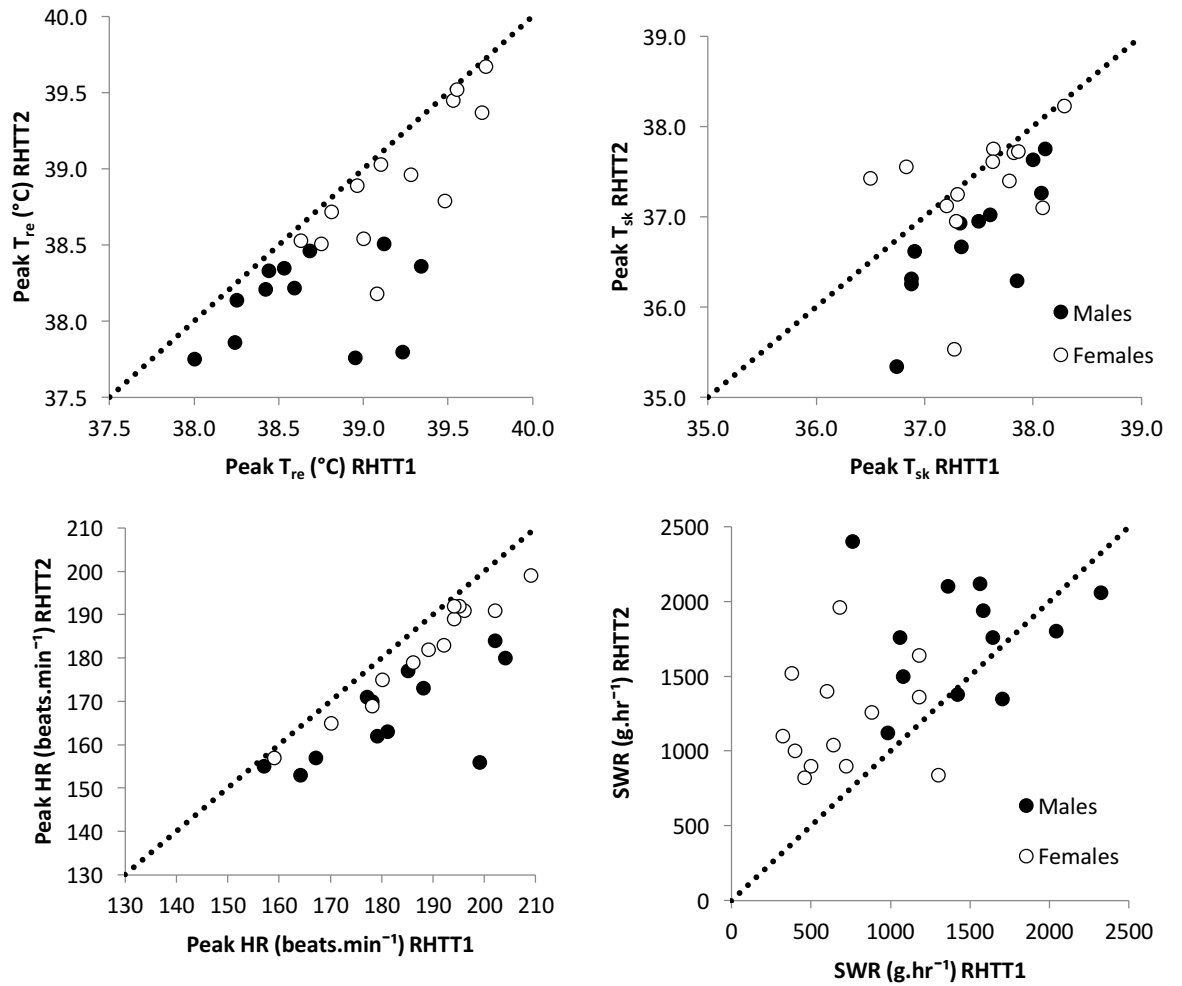 40.0
39.5
39.0
38.5
38.0
37.5
Peak Tre (°C) RHTT2
37.5 38.0 38.5 39.0 39.5 40.0
Peak Tre (°C) RHTT1
39.0
38.0
37.0
36.0
35.0
Peak Tsk RHTT2
Males
Females
35.0 36.0 37.0 38.0 39.0
Peak Tsk RHTT1
210
200
190
180
170
160
150
140
130
Peak HR (beats.min⁻¹) RHTT2
130 140 150 160 170 180 190 200 210
Peak HR (beats.min⁻¹) RHTT1
2500
2000
1500
1000
500
0
SWR (g.hr⁻¹) RHTT2
Males
Females
0 500 1000 1500 2000 2500
SWR (g.hr⁻¹) RHTT1